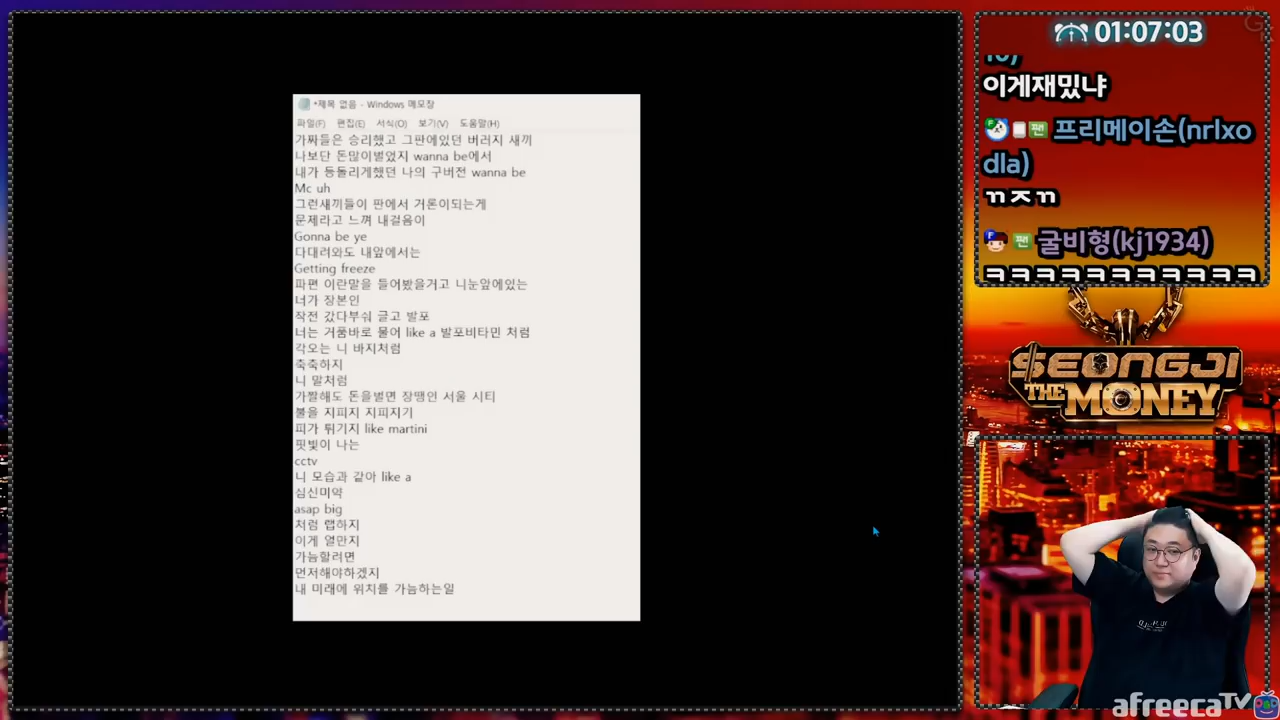 *제목 없음 - Windows 메모장
파일(F) 편집(E) 서식(O) 보기(V) 도움말(H)
가짜들은 승리했고 그판에있던 버러지 새끼
나보단 돈많이벌었지 wanna be에서
내가 등돌리게했던 나의 구버전 wanna be
Mc uh
그런새끼들이 판에서 거론이되는게
문제라고 느껴 내걸음이
Gonna be ye
다대려와도 내앞에서는
Getting freeze
파편 이란말을 들어봤을거고 니눈앞에있는
너가 장본인
작전 갔다부숴 글고 발포
너는 거품바로 물어 like a 발포비타민 처럼
각오는 니 바지처럼
축축하지
니 말처럼
가짤해도 돈을벌면 장땡인 서울 시티
불을 지피지 지피지기
피가 튀기지 like martini
핏빛이 나는
cctv
니 모습과 같아 like a
심신미약
asap big
처럼 랩하지
이게 열만지
가늠할려면
먼저해야하겠지
내 미래에 위치를 가늠하는일
01:07:03
이게재밌냐
팬 프리메이손(nrlxo
dla)
ㄲㅈㄲ
팬 굴비형(kj1934)
ㅋㅋㅋㅋㅋㅋㅋㅋㅋㅋㅋ
SEONGJI
THE MONEY
afreecaTV